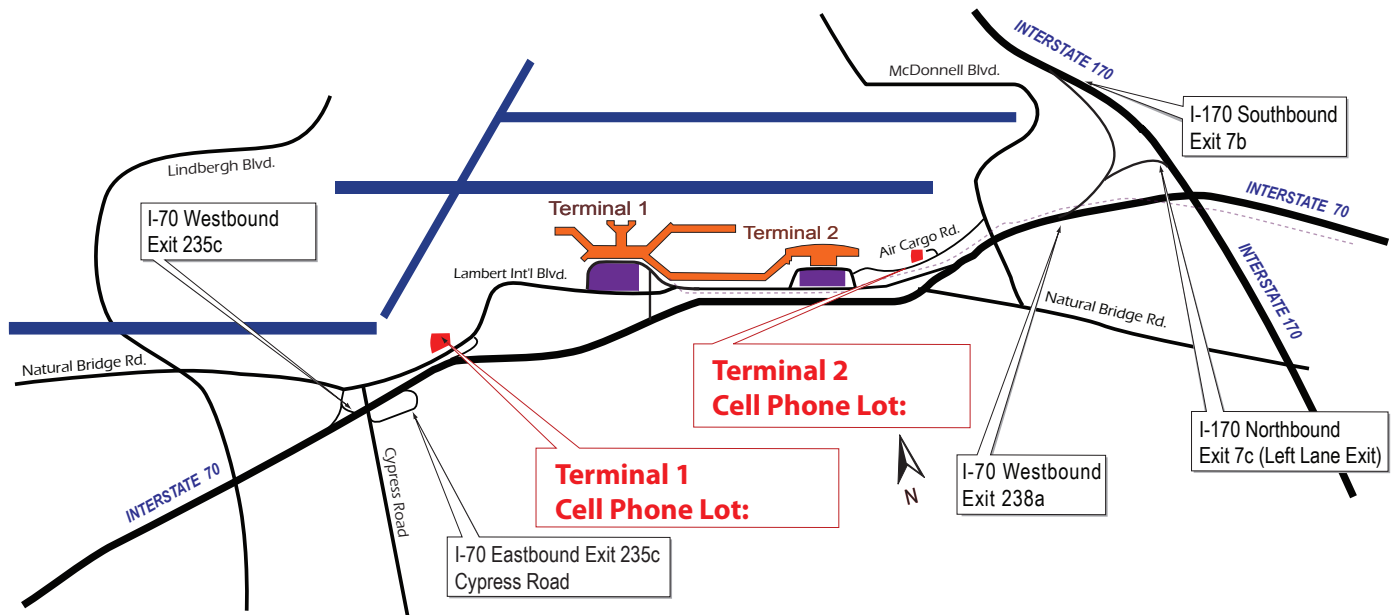 INTERSTATE 170
McDonnell Blvd.
I-170 Southbound
Exit 7b
Lindbergh Blvd.
INTERSTATE 70
I-70 Westbound
Exit 235c
Terminal 1
Terminal 2
Air Cargo Rd.
Lambert Int'l Blvd.
Natural Bridge Rd.
INTERSTATE 170
Natural Bridge Rd.
Terminal 2
Cell Phone Lot:
I-170 Northbound
Exit 7c (Left Lane Exit)
N
I-70 Westbound
Exit 238a
Terminal 1
Cell Phone Lot:
INTERSTATE 70
Cypress Road
I-70 Eastbound Exit 235c
Cypress Road